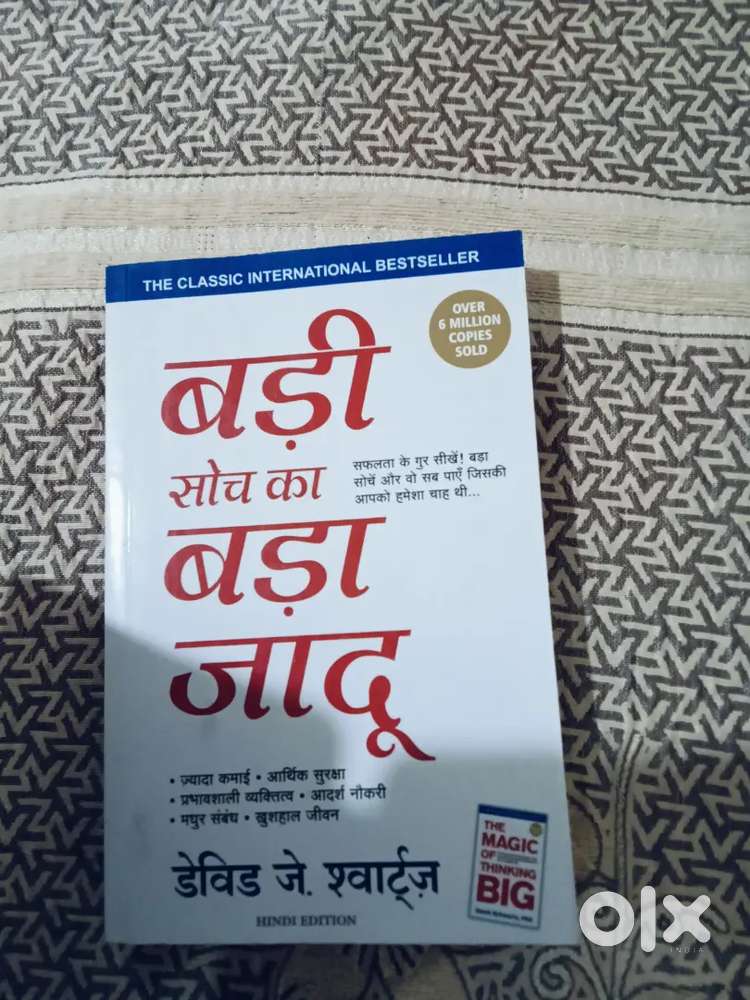 THE CLASSIC INTERNATIONAL BESTSELLER
OVER
6 MILLION
COPIES
SOLD
बड़ी
सोच का
सफलता के गुर सीखें! बड़ा
सोचें और वो सब पाएँ जिसकी
आपको हमेशा चाह थी...
बड़ा
जादू
• ज़्यादा कमाई • आर्थिक सुरक्षा
• प्रभावशाली व्यक्तित्व • आदर्श नौकरी
• मधुर संबंध • खुशहाल जीवन
THE
MAGIC
OF
THINKING
BIG
डेविड जे. श्वार्ट्ज़
HINDI EDITION
olx
INDIA